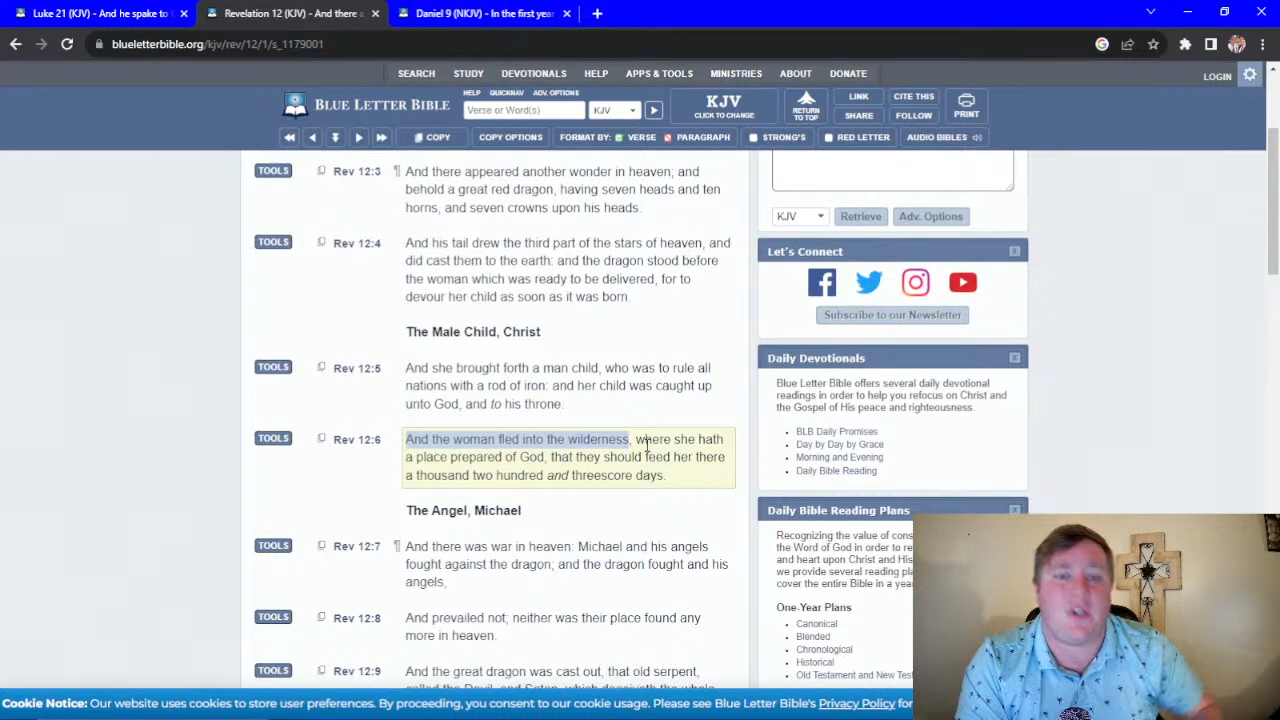 Luke 21 (KJV) - And he spake to
Revelation 12 (KJV) - And there a
Daniel 9 (NKJV) - In the first year
blueletterbible.org/kjv/rev/12/1/s_1179001
SEARCH STUDY DEVOTIONALS HELP APPS & TOOLS MINISTRIES ABOUT DONATE
LOGIN
BLUE LETTER BIBLE
HELP QUICKNAV ADV. OPTIONS
Verse or Word(s)
KJV
KJV
CLICK TO CHANGE
RETURN
TO TOP
LINK
CITE THIS
SHARE
FOLLOW
PRINT
COPY COPY OPTIONS FORMAT BY: VERSE PARAGRAPH STRONG'S RED LETTER AUDIO BIBLES
TOOLS Rev 12:3 ¶ And there appeared another wonder in heaven; and
behold a great red dragon, having seven heads and ten
horns, and seven crowns upon his heads.
TOOLS Rev 12:4 And his tail drew the third part of the stars of heaven, and
did cast them to the earth: and the dragon stood before
the woman which was ready to be delivered, for to
devour her child as soon as it was born.
The Male Child, Christ
TOOLS Rev 12:5 And she brought forth a man child, who was to rule all
nations with a rod of iron: and her child was caught up
unto God, and to his throne.
TOOLS Rev 12:6 And the woman fled into the wilderness, where she hath
a place prepared of God, that they should feed her there
a thousand two hundred and threescore days.
The Angel, Michael
TOOLS Rev 12:7 ¶ And there was war in heaven: Michael and his angels
fought against the dragon; and the dragon fought and his
angels,
TOOLS Rev 12:8 And prevailed not; neither was their place found any
more in heaven.
TOOLS Rev 12:9 And the great dragon was cast out, that old serpent,
called the Devil, and Satan, which deceiveth the whole
KJV
Retrieve
Adv. Options
Let's Connect
Subscribe to our Newsletter
Daily Devotionals
Blue Letter Bible offers several daily devotional
readings in order to help you refocus on Christ and
the Gospel of His peace and righteousness.
BLB Daily Promises
Day by Day by Grace
Morning and Evening
Daily Bible Reading
Daily Bible Reading Plans
Recognizing the value of cons
the Word of God in order to re
and heart upon Christ and His
we provide several reading pla
cover the entire Bible in a yea
One-Year Plans
Canonical
Blended
Chronological
Historical
Old Testament and New Test
Cookie Notice: Our website uses cookies to store user preferences. By proceeding, you consent to our cookie usage. Please see Blue Letter Bible's Privacy Policy for